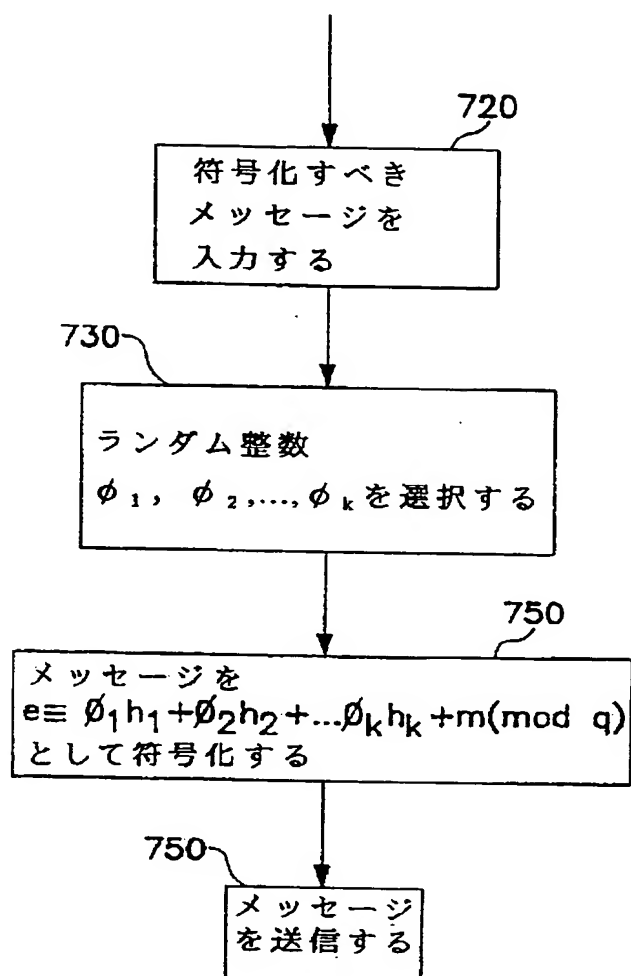 720
符号化すべき
メッセージを
入力する
730
ランダム整数
φ₁, φ₂,...,φₖを選択する
750
メッセージを
e≡ Ø₁h₁+Ø₂h₂+...Øₖhₖ+m(mod q)
として符号化する
750
メッセージ
を送信する